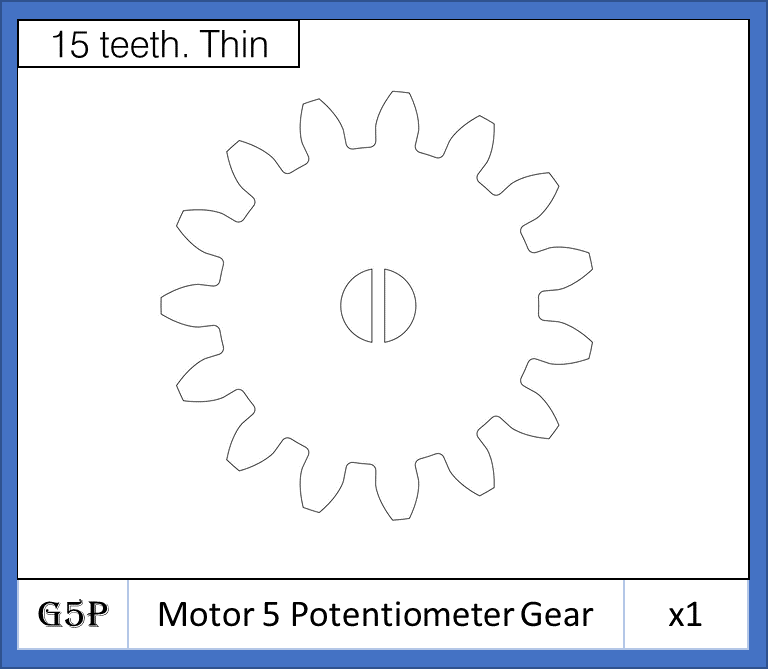 15 teeth. Thin
G5P
Motor 5 Potentiometer Gear
x1